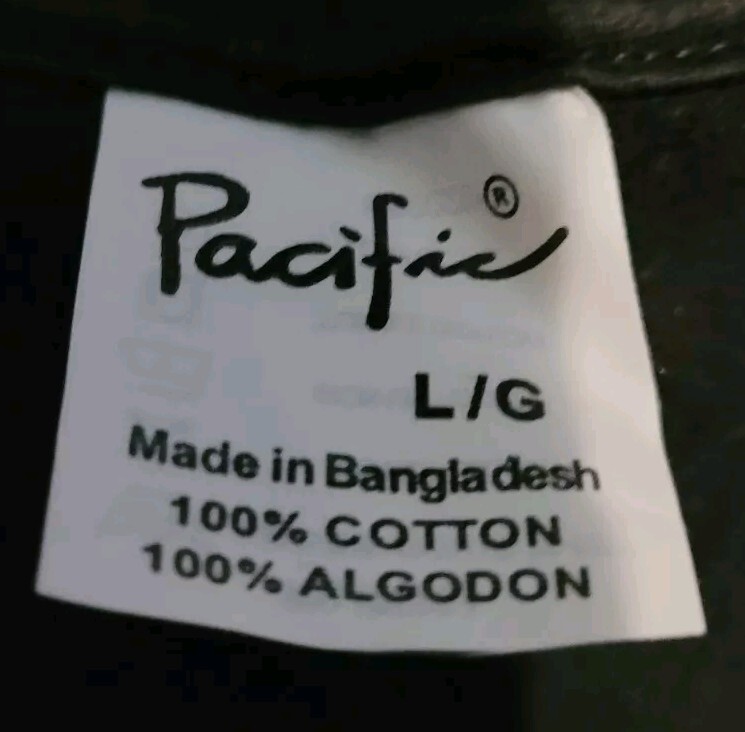 Pacific®
L/G
Made in Bangladesh
100% COTTON
100% ALGODON